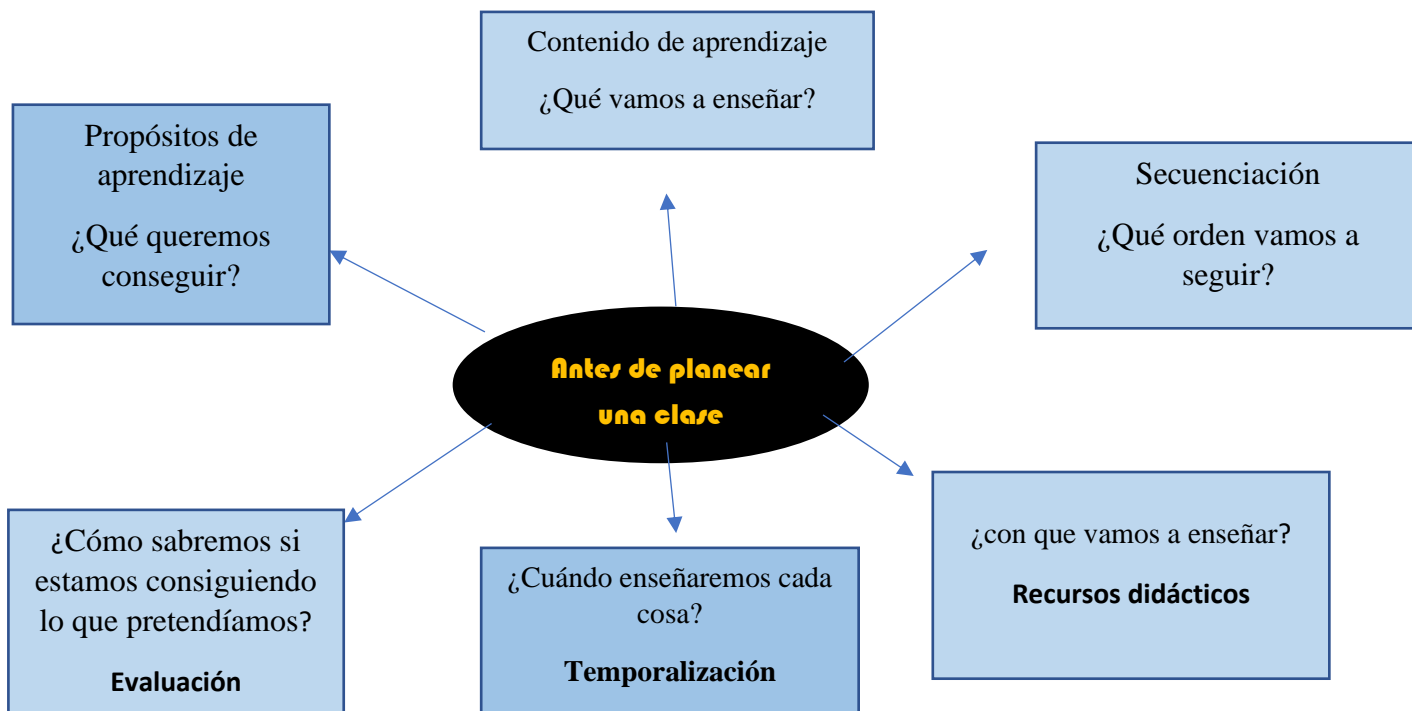 Contenido de aprendizaje
¿Qué vamos a enseñar?
Propósitos de
aprendizaje
¿Qué queremos
conseguir?
Secuenciación
¿Qué orden vamos a
seguir?
Antes de planear
una clase
¿Cómo sabremos si
estamos consiguiendo
lo que pretendíamos?
Evaluación
¿Cuándo enseñaremos cada
cosa?
Temporalización
¿con que vamos a enseñar?
Recursos didácticos